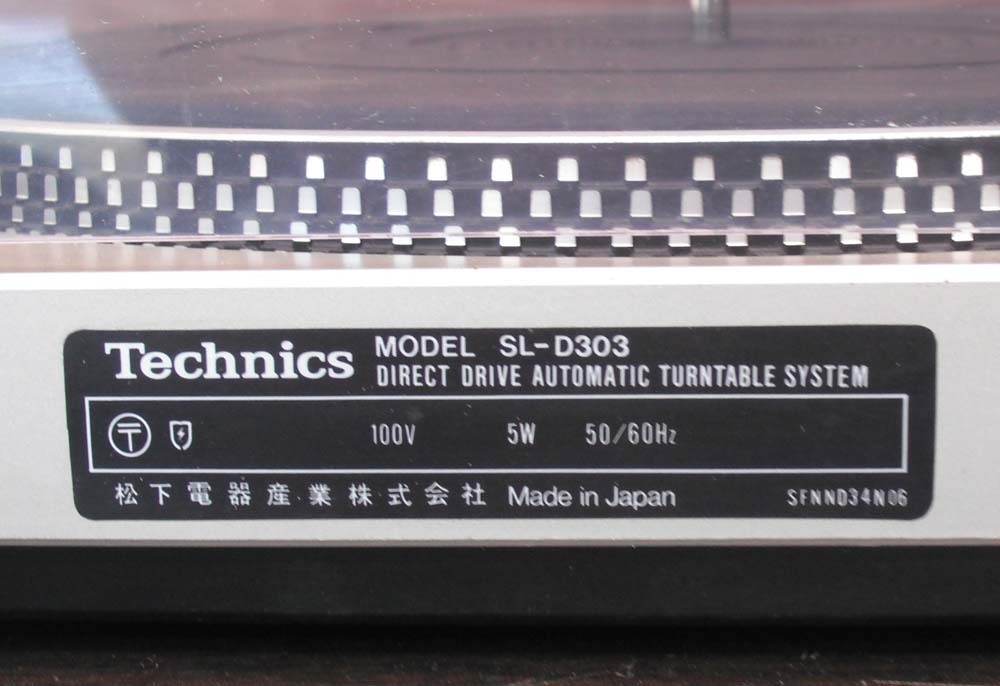 Technics MODEL SL-D303
DIRECT DRIVE AUTOMATIC TURNTABLE SYSTEM
〒 100V 5W 50/60Hz
松下電器産業株式会社 Made in Japan SFNND34N06